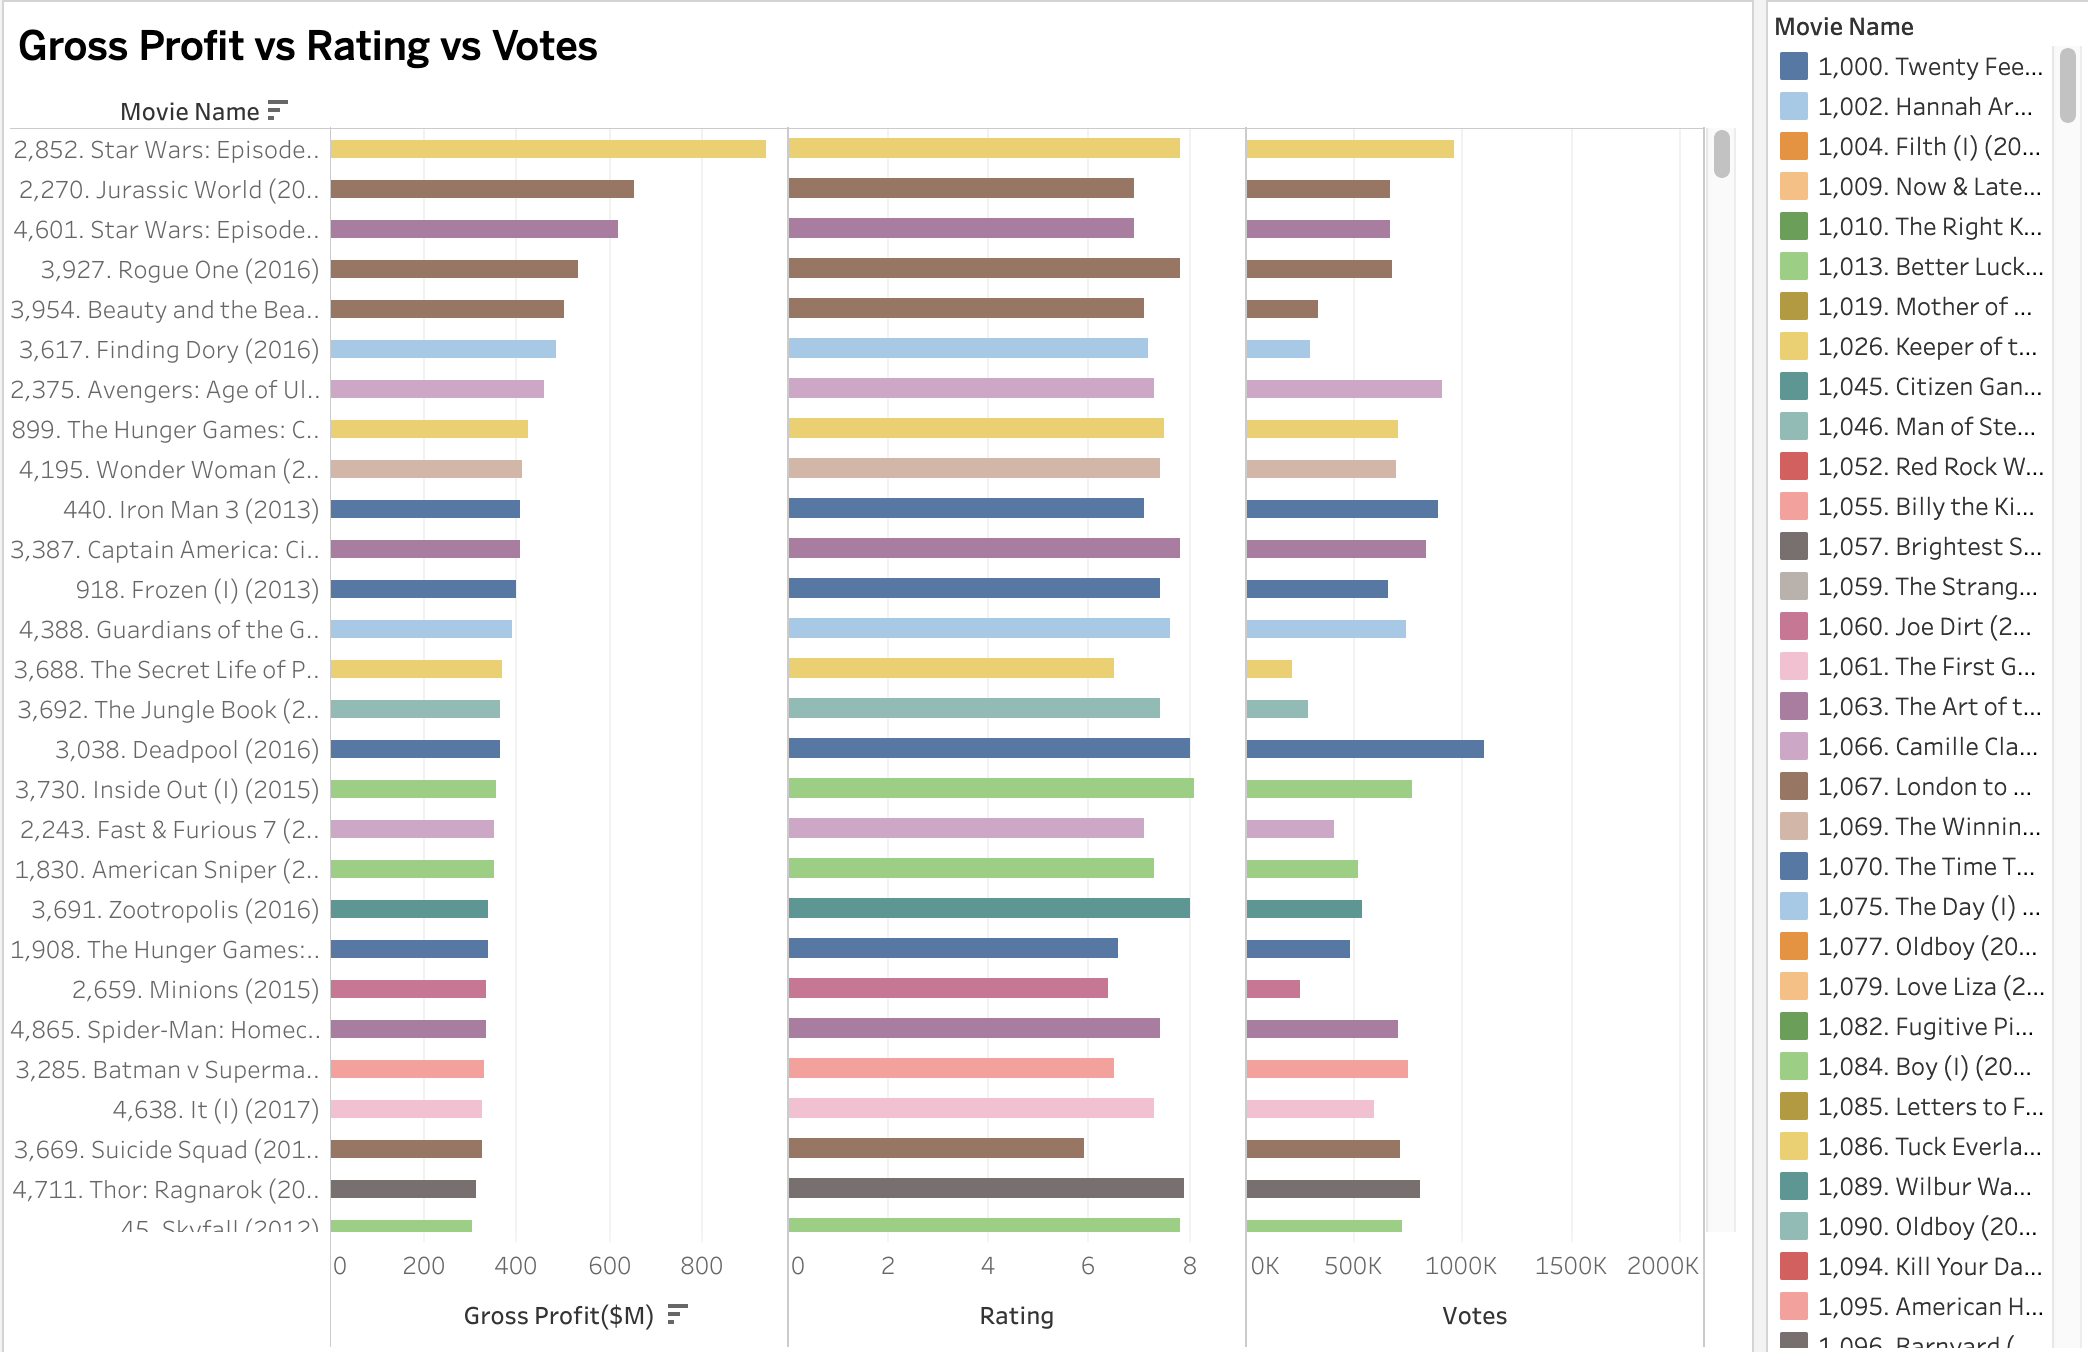 Gross Profit vs Rating vs Votes
Movie Name
2,852. Star Wars: Episode..
2,270. Jurassic World (20..
4,601. Star Wars: Episode..
3,927. Rogue One (2016)
3,954. Beauty and the Bea..
3,617. Finding Dory (2016)
2,375. Avengers: Age of Ul..
899. The Hunger Games: C..
4,195. Wonder Woman (2..
440. Iron Man 3 (2013)
3,387. Captain America: Ci..
918. Frozen (I) (2013)
4,388. Guardians of the G..
3,688. The Secret Life of P..
3,692. The Jungle Book (2..
3,038. Deadpool (2016)
3,730. Inside Out (I) (2015)
2,243. Fast & Furious 7 (2..
1,830. American Sniper (2..
3,691. Zootropolis (2016)
1,908. The Hunger Games:..
2,659. Minions (2015)
4,865. Spider-Man: Homec..
3,285. Batman v Superma..
4,638. It (I) (2017)
3,669. Suicide Squad (201..
4,711. Thor: Ragnarok (20..
45. Skyfall (2012)
0 200 400 600 800
0 2 4 6 8
0K 500K 1000K 1500K 2000K
Gross Profit($M)
Rating
Votes
Movie Name
1,000. Twenty Fee...
1,002. Hannah Ar...
1,004. Filth (I) (20...
1,009. Now & Late...
1,010. The Right K...
1,013. Better Luck...
1,019. Mother of ...
1,026. Keeper of t...
1,045. Citizen Gan...
1,046. Man of Ste...
1,052. Red Rock W...
1,055. Billy the Ki...
1,057. Brightest S...
1,059. The Strang...
1,060. Joe Dirt (2...
1,061. The First G...
1,063. The Art of t...
1,066. Camille Cla...
1,067. London to ...
1,069. The Winnin...
1,070. The Time T...
1,075. The Day (I) ...
1,077. Oldboy (20...
1,079. Love Liza (2...
1,082. Fugitive Pi...
1,084. Boy (I) (20...
1,085. Letters to F...
1,086. Tuck Everla...
1,089. Wilbur Wa...
1,090. Oldboy (20...
1,094. Kill Your Da...
1,095. American H...
1,096. Barnyard (...